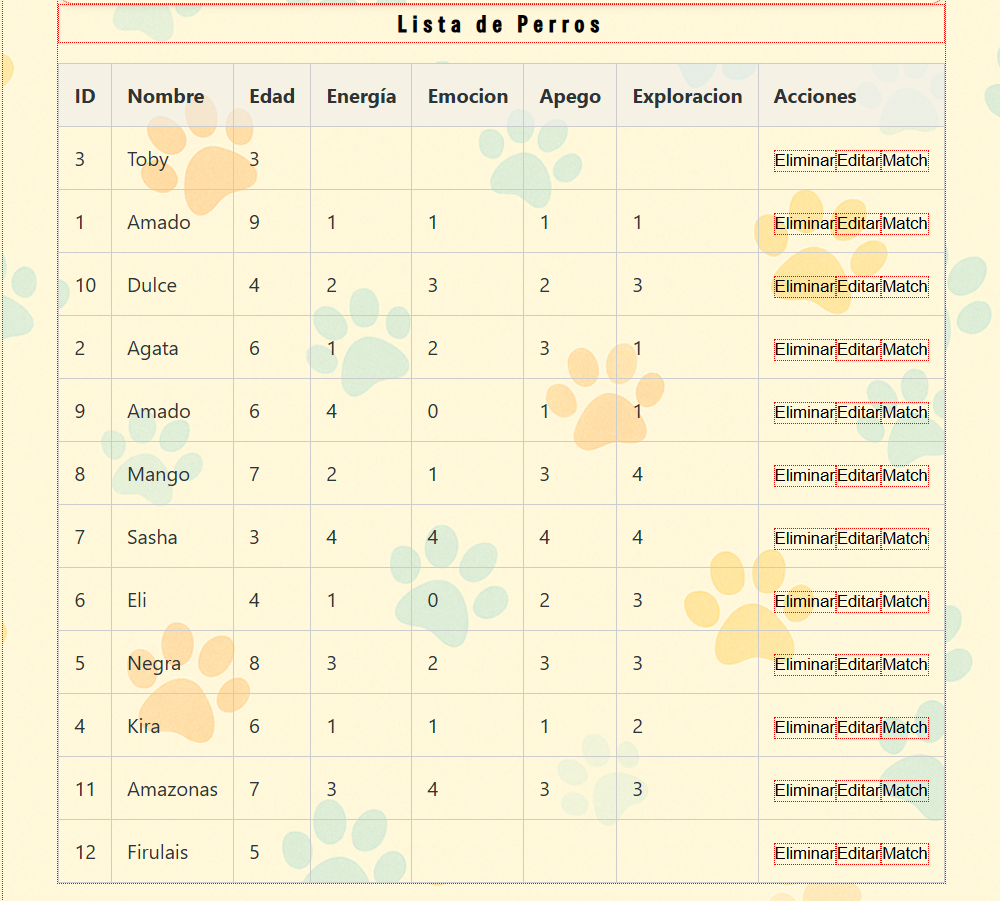 Lista de Perros
ID Nombre Edad Energía Emocion Apego Exploracion Acciones
3 Toby 3 Eliminar Editar Match
1 Amado 9 1 1 1 1 Eliminar Editar Match
10 Dulce 4 2 3 2 3 Eliminar Editar Match
2 Agata 6 1 2 3 1 Eliminar Editar Match
9 Amado 6 4 0 1 1 Eliminar Editar Match
8 Mango 7 2 1 3 4 Eliminar Editar Match
7 Sasha 3 4 4 4 4 Eliminar Editar Match
6 Eli 4 1 0 2 3 Eliminar Editar Match
5 Negra 8 3 2 3 3 Eliminar Editar Match
4 Kira 6 1 1 1 2 Eliminar Editar Match
11 Amazonas 7 3 4 3 3 Eliminar Editar Match
12 Firulais 5 Eliminar Editar Match